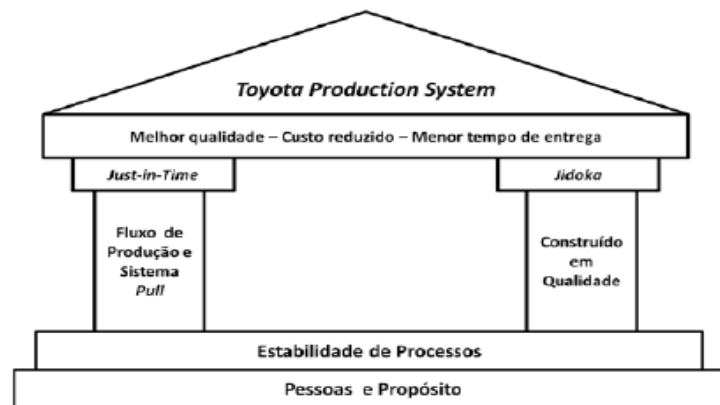 Toyota Production System
Melhor qualidade – Custo reduzido – Menor tempo de entrega
Just-in-Time
Jidoka
Fluxo de
Produção e
Sistema
Pull
Construído
em
Qualidade
Estabilidade de Processos
Pessoas e Propósito